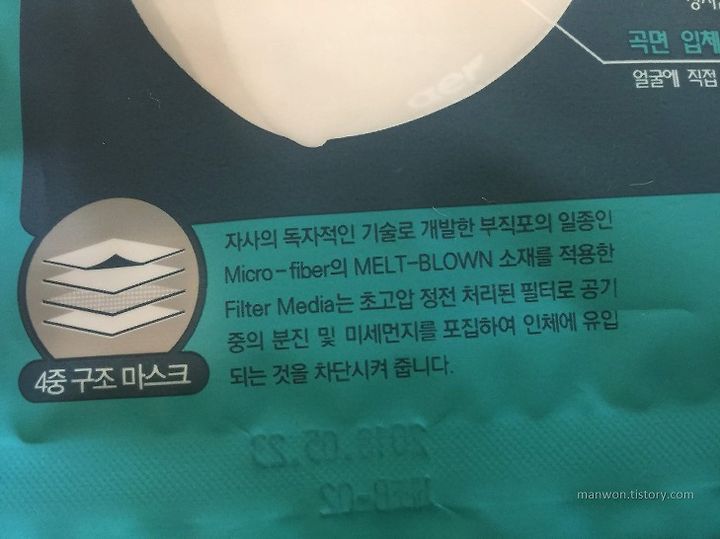 곡면 입체
얼굴에 직접
aer
자사의 독자적인 기술로 개발한 부직포의 일종인
Micro-fiber의 MELT-BLOWN 소재를 적용한
Filter Media는 초고압 정전 처리된 필터로 공기
중의 분진 및 미세먼지를 포집하여 인체에 유입
되는 것을 차단시켜 줍니다.
4중 구조 마스크
manwon.tistory.com